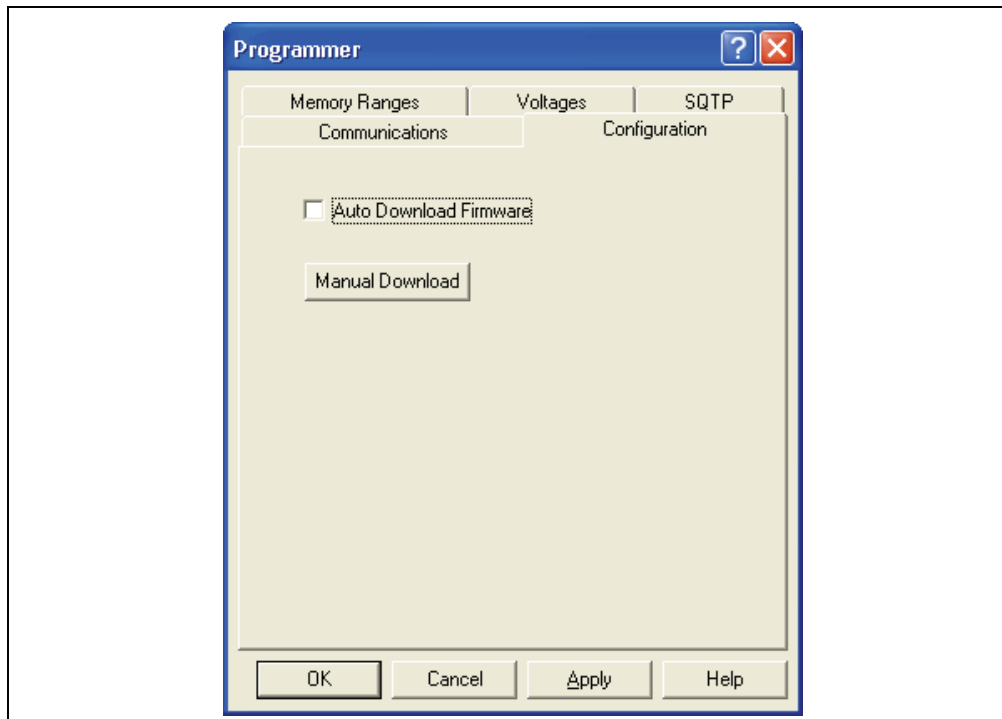 Programmer
?
Memory Ranges Voltages SQTP
Communications Configuration
Auto Download Firmware
Manual Download
OK Cancel Apply Help